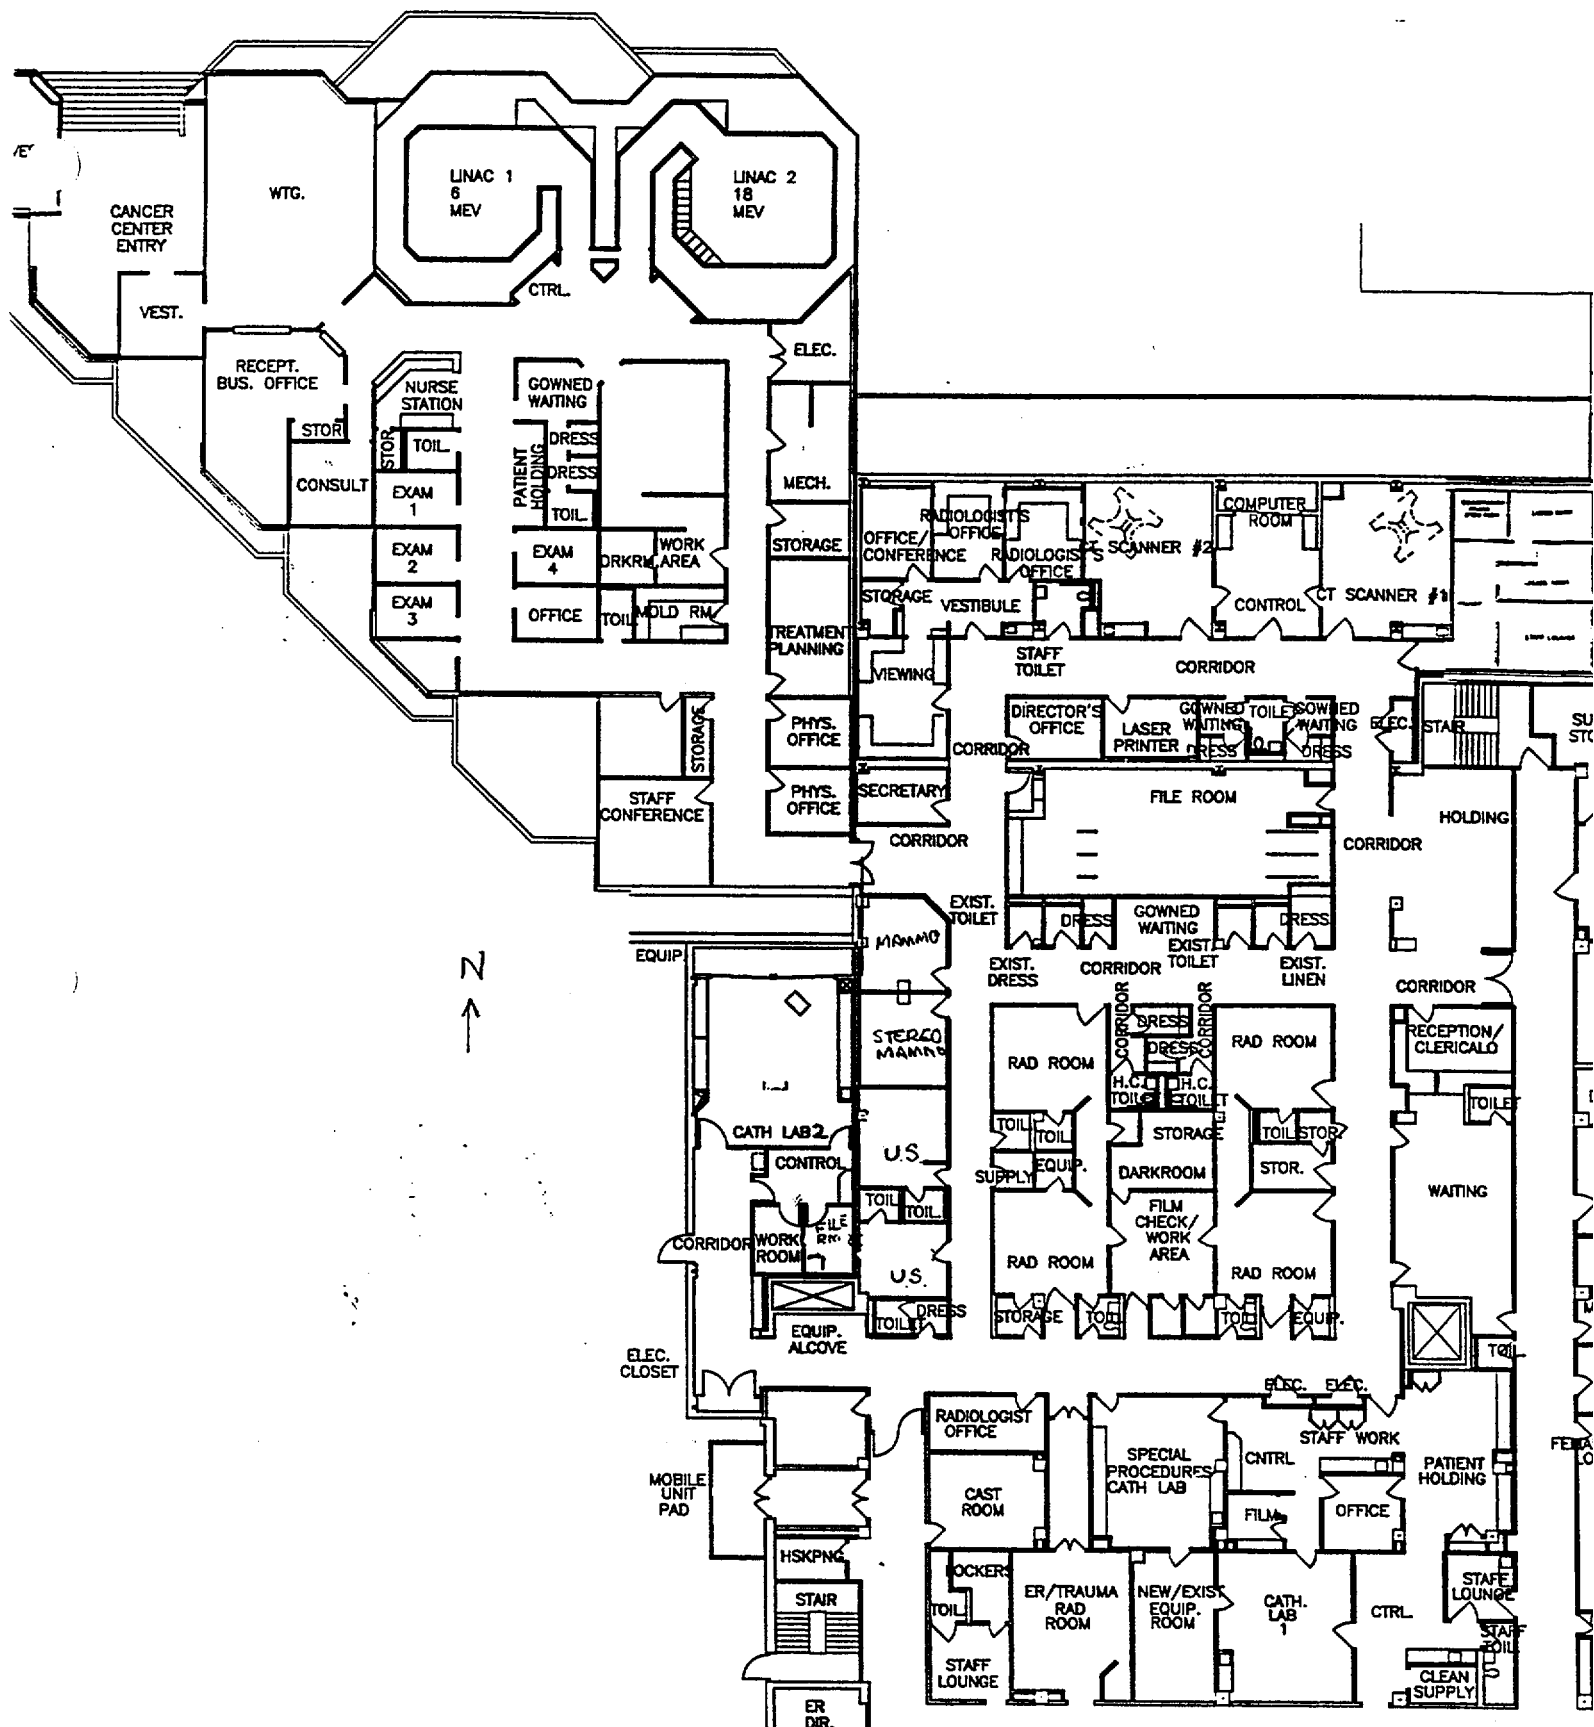 LINAC 1
6
MEV
LINAC 2
18
MEV
WTG.
CANCER
CENTER
ENTRY
VEST.
CTRL.
ELEC.
RECEPT.
BUS. OFFICE
NURSE
STATION
GOWNED
WAITING
STOR
STOR
TOIL.
DRESS
DRESS
PATIENT
HOLDING
CONSULT
EXAM
1
TOIL.
MECH.
EXAM
2
EXAM
4
DRKRM.
WORK
AREA
STORAGE
EXAM
3
OFFICE
TOIL.
MOLD RM.
TREATMENT
PLANNING
STORAGE
PHYS.
OFFICE
PHYS.
OFFICE
STAFF
CONFERENCE
OFFICE/
CONFERENCE
RADIOLOGIST'S
OFFICE
RADIOLOGIST'S
OFFICE
CT SCANNER #2
COMPUTER
ROOM
CONTROL
CT SCANNER #1
STORAGE
VESTIBULE
STAFF
TOILET
CORRIDOR
VIEWING
DIRECTOR'S
OFFICE
LASER
PRINTER
GOWNED
WAITING
TOILET
GOWNED
WAITING
DRESS
DRESS
ELEC.
STAIR
CORRIDOR
SECRETARY
FILE ROOM
HOLDING
CORRIDOR
CORRIDOR
EXIST.
TOILET
DRESS
GOWNED
WAITING
DRESS
EXIST.
TOILET
MAMMO
EQUIP.
N
EXIST.
DRESS
CORRIDOR
EXIST.
LINEN
CORRIDOR
STEREO
MAMMO
RAD ROOM
CORRIDOR
DRESS
DRESS
CORRIDOR
RAD ROOM
RECEPTION/
CLERICALO
H.C.
TOILET
H.C.
TOILET
TOILET
CATH LAB 2
CONTROL
U.S.
TOIL.
TOIL.
STORAGE
TOIL.
STOR.
SUPPLY
EQUIP.
DARKROOM
STOR.
WAITING
TOIL.
TOIL.
FILM
CHECK/
WORK
AREA
CORRIDOR
WORK
ROOM
FILE
RM.
U.S.
RAD ROOM
RAD ROOM
TOILET
DRESS
STORAGE
TOIL.
TOIL.
EQUIP.
EQUIP.
ALCOVE
TOIL.
ELEC.
CLOSET
ELEC.
ELEC.
RADIOLOGIST
OFFICE
STAFF WORK
MOBILE
UNIT
PAD
CAST
ROOM
SPECIAL
PROCEDURES
CATH LAB
CNTRL
PATIENT
HOLDING
FILM
OFFICE
HSKPNG
LOCKERS
STAIR
TOIL.
ER/TRAUMA
RAD
ROOM
NEW/EXIST
EQUIP.
ROOM
CATH.
LAB
1
CTRL.
STAFF
LOUNGE
STAFF
TOIL.
STAFF
LOUNGE
CLEAN
SUPPLY
ER
DIR.